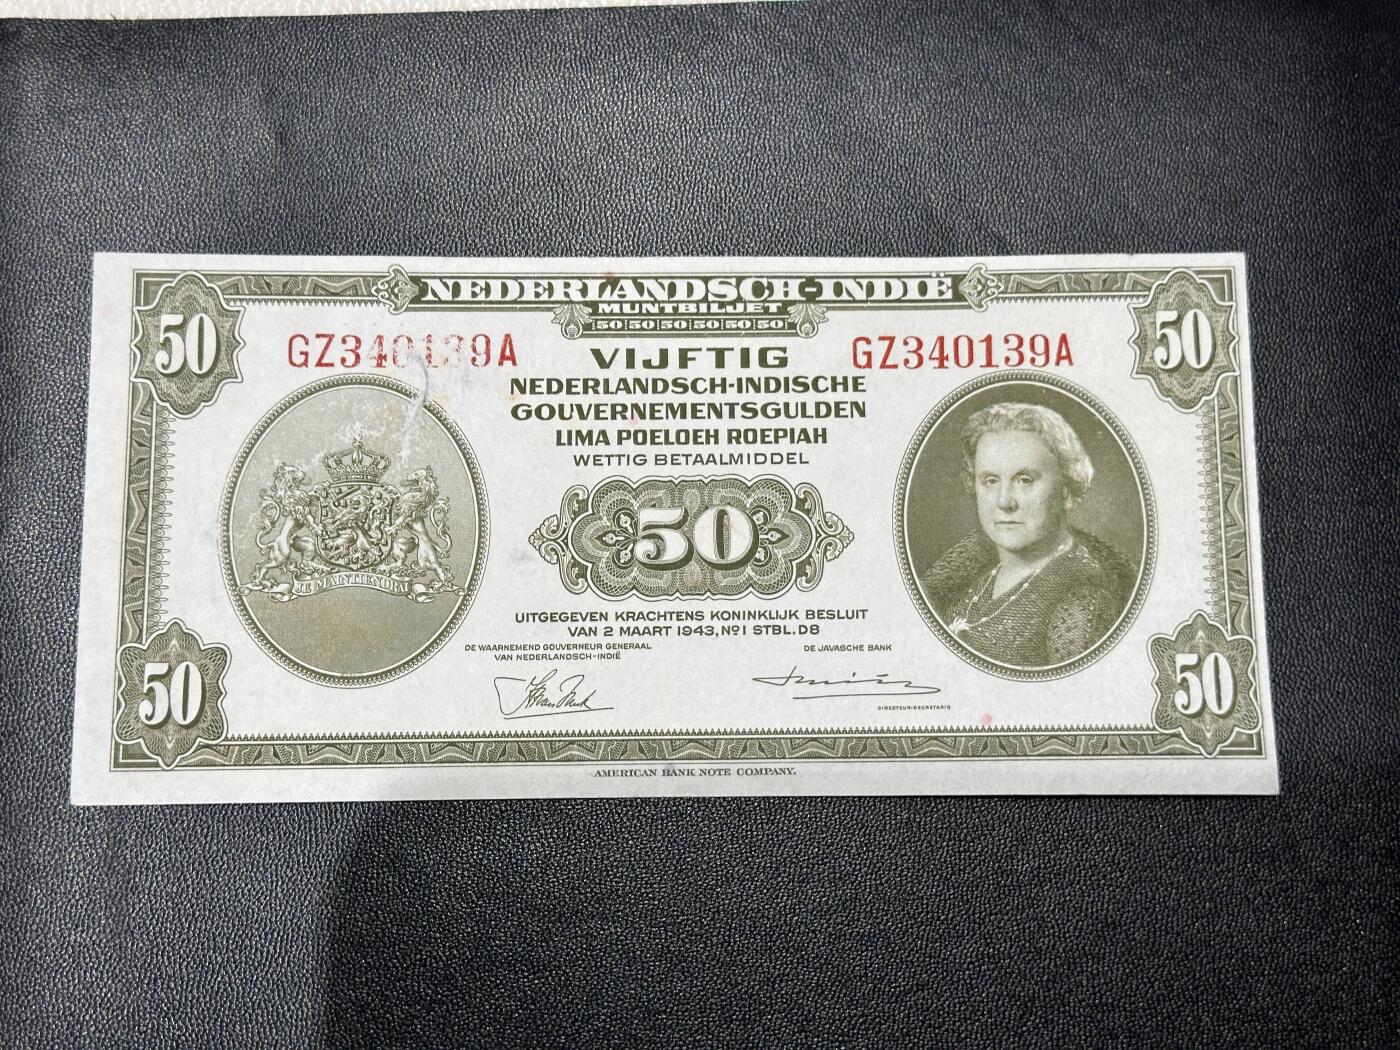 NEDERLANDSCH-INDIË
MUNTBILJET
50 50 50 50 50 50
50
50
GZ340139A
GZ340139A
VIJFTIG
NEDERLANDSCH-INDISCHE
GOUVERNEMENTSGULDEN
LIMA POELOEH ROEPIAH
WETTIG BETAALMIDDEL
50
JE MAINTIENDRAI
UITGEGEVEN KRACHTENS KONINKLIJK BESLUIT
VAN 2 MAART 1943, No 1 STBL. D8
DE WAARNEMEND GOUVERNEUR GENERAAL
VAN NEDERLANDSCH-INDIË
DE JAVASCHE BANK
DIRECTEUR-SECRETARIS
50
50
AMERICAN BANK NOTE COMPANY.